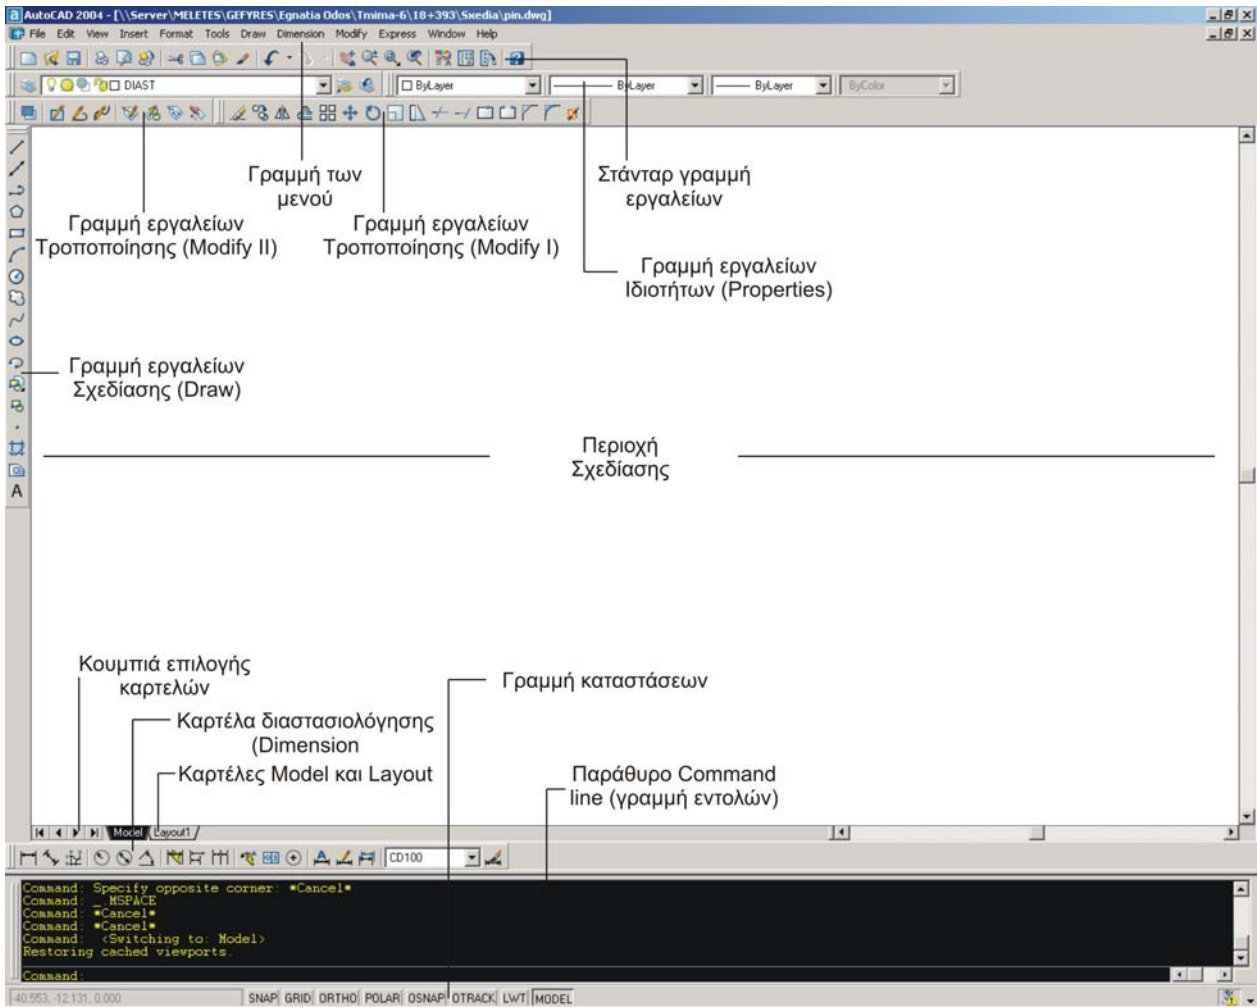 AutoCAD 2004 - [\\Server\MELETES\GEFYRES\Egnatia Odos\Tmima-6\18+393\Sxedia\pin.dwg]
File Edit View Insert Format Tools Draw Dimension Modify Express Window Help
DIAST
ByLayer
ByLayer
ByLayer
ByColor
Γραμμή των
μενού
Στάνταρ γραμμή
εργαλείων
Γραμμή εργαλείων
Τροποποίησης (Modify II)
Γραμμή εργαλείων
Τροποποίησης (Modify I)
Γραμμή εργαλείων
Ιδιοτήτων (Properties)
Γραμμή εργαλείων
Σχεδίασης (Draw)
A
Περιοχή
Σχεδίασης
Κουμπιά επιλογής
καρτελών
Γραμμή καταστάσεων
Καρτέλα διαστασιολόγησης
(Dimension
Καρτέλες Model και Layout
Παράθυρο Command
line (γραμμή εντολών)
Model Layout1
CD100
Command: Specify opposite corner: *Cancel*
Command: _.MSPACE
Command: *Cancel*
Command: *Cancel*
Command: <Switching to: Model>
Restoring cached viewports.
Command:
-40.553, -12.131, 0.000 SNAP GRID ORTHO POLAR OSNAP OTRACK LWT MODEL